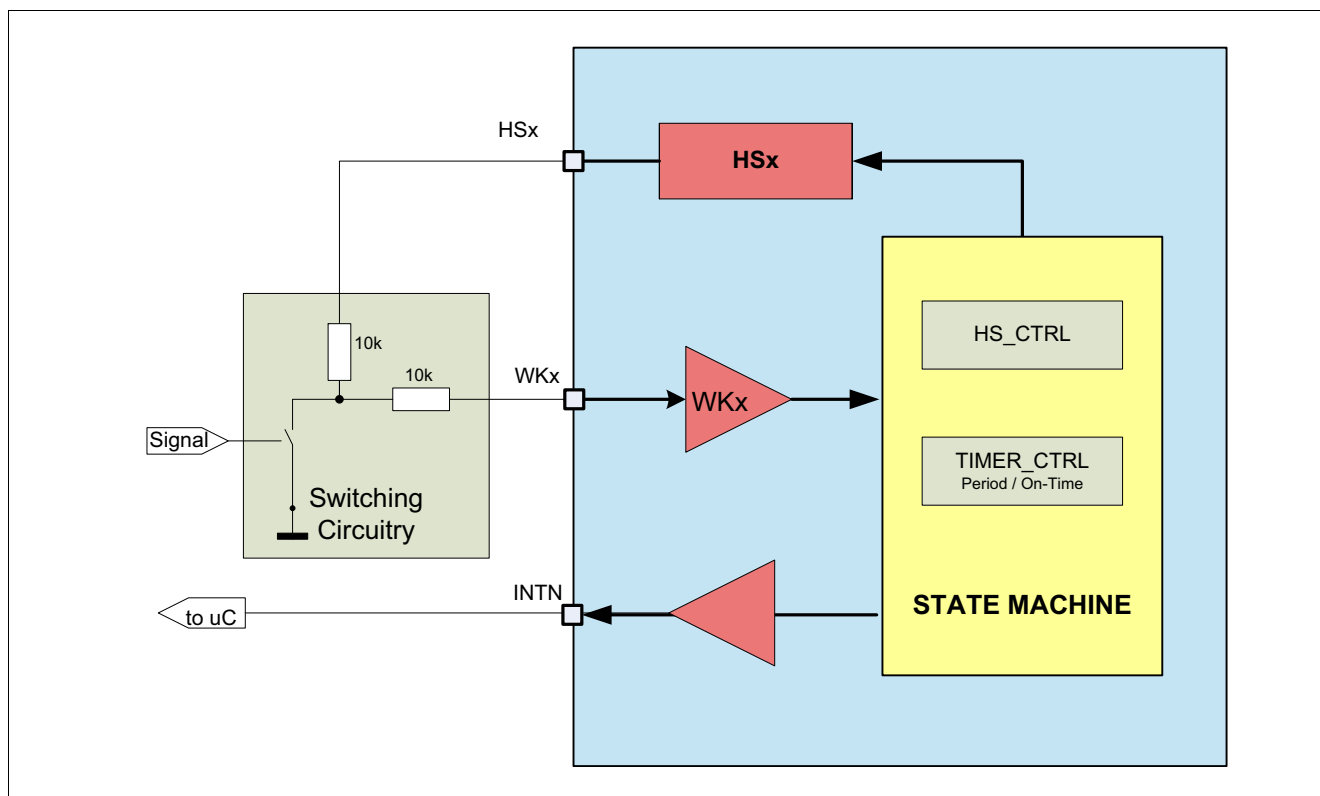 HSx
HSx
10k
10k
WKx
WKx
Signal
Switching
Circuitry
HS_CTRL
TIMER_CTRL
Period / On-Time
INTN
to uC
STATE MACHINE